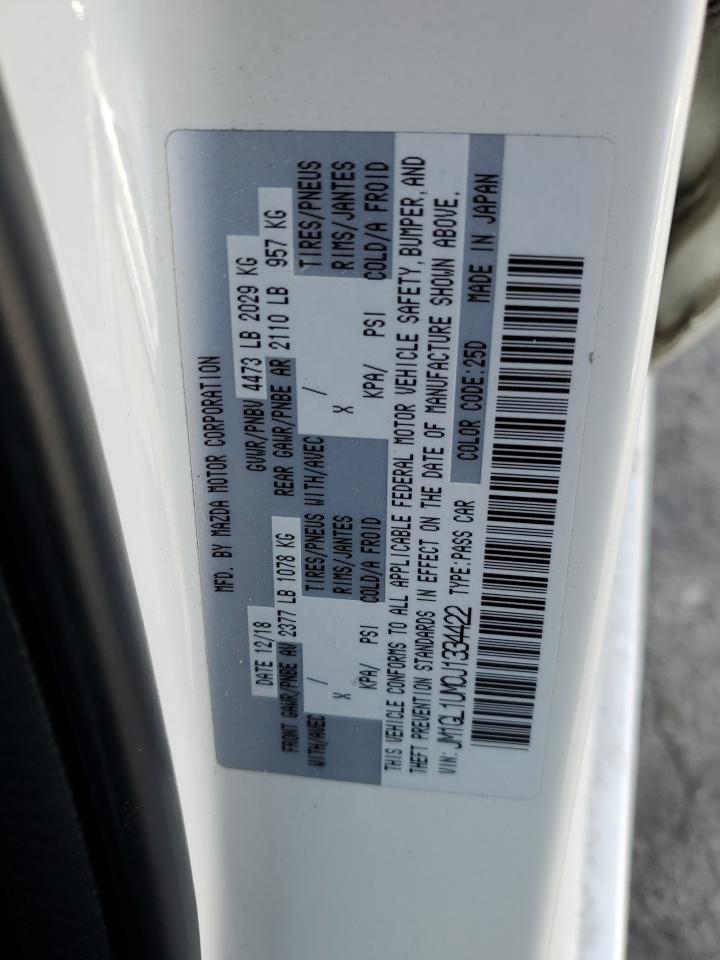 MFD. BY MAZDA MOTOR CORPORATION
DATE 12/18 GVWR/PNBV 4473 LB 2029 KG
FRONT GAWR/PNBE AV 2377 LB 1078 KG REAR GAWR/PNBE AR 2110 LB 957 KG
WITH/AVEC / TIRES/PNEUS WITH/AVEC / TIRES/PNEUS
X RIMS/JANTES X RIMS/JANTES
KPA/ PSI COLD/A FROID KPA/ PSI COLD/A FROID
THIS VEHICLE CONFORMS TO ALL APPLICABLE FEDERAL MOTOR VEHICLE SAFETY, BUMPER, AND
THEFT PREVENTION STANDARDS IN EFFECT ON THE DATE OF MANUFACTURE SHOWN ABOVE.
VIN: JM1GL1UM0J1334422 TYPE:PASS CAR COLOR CODE:25D MADE IN JAPAN